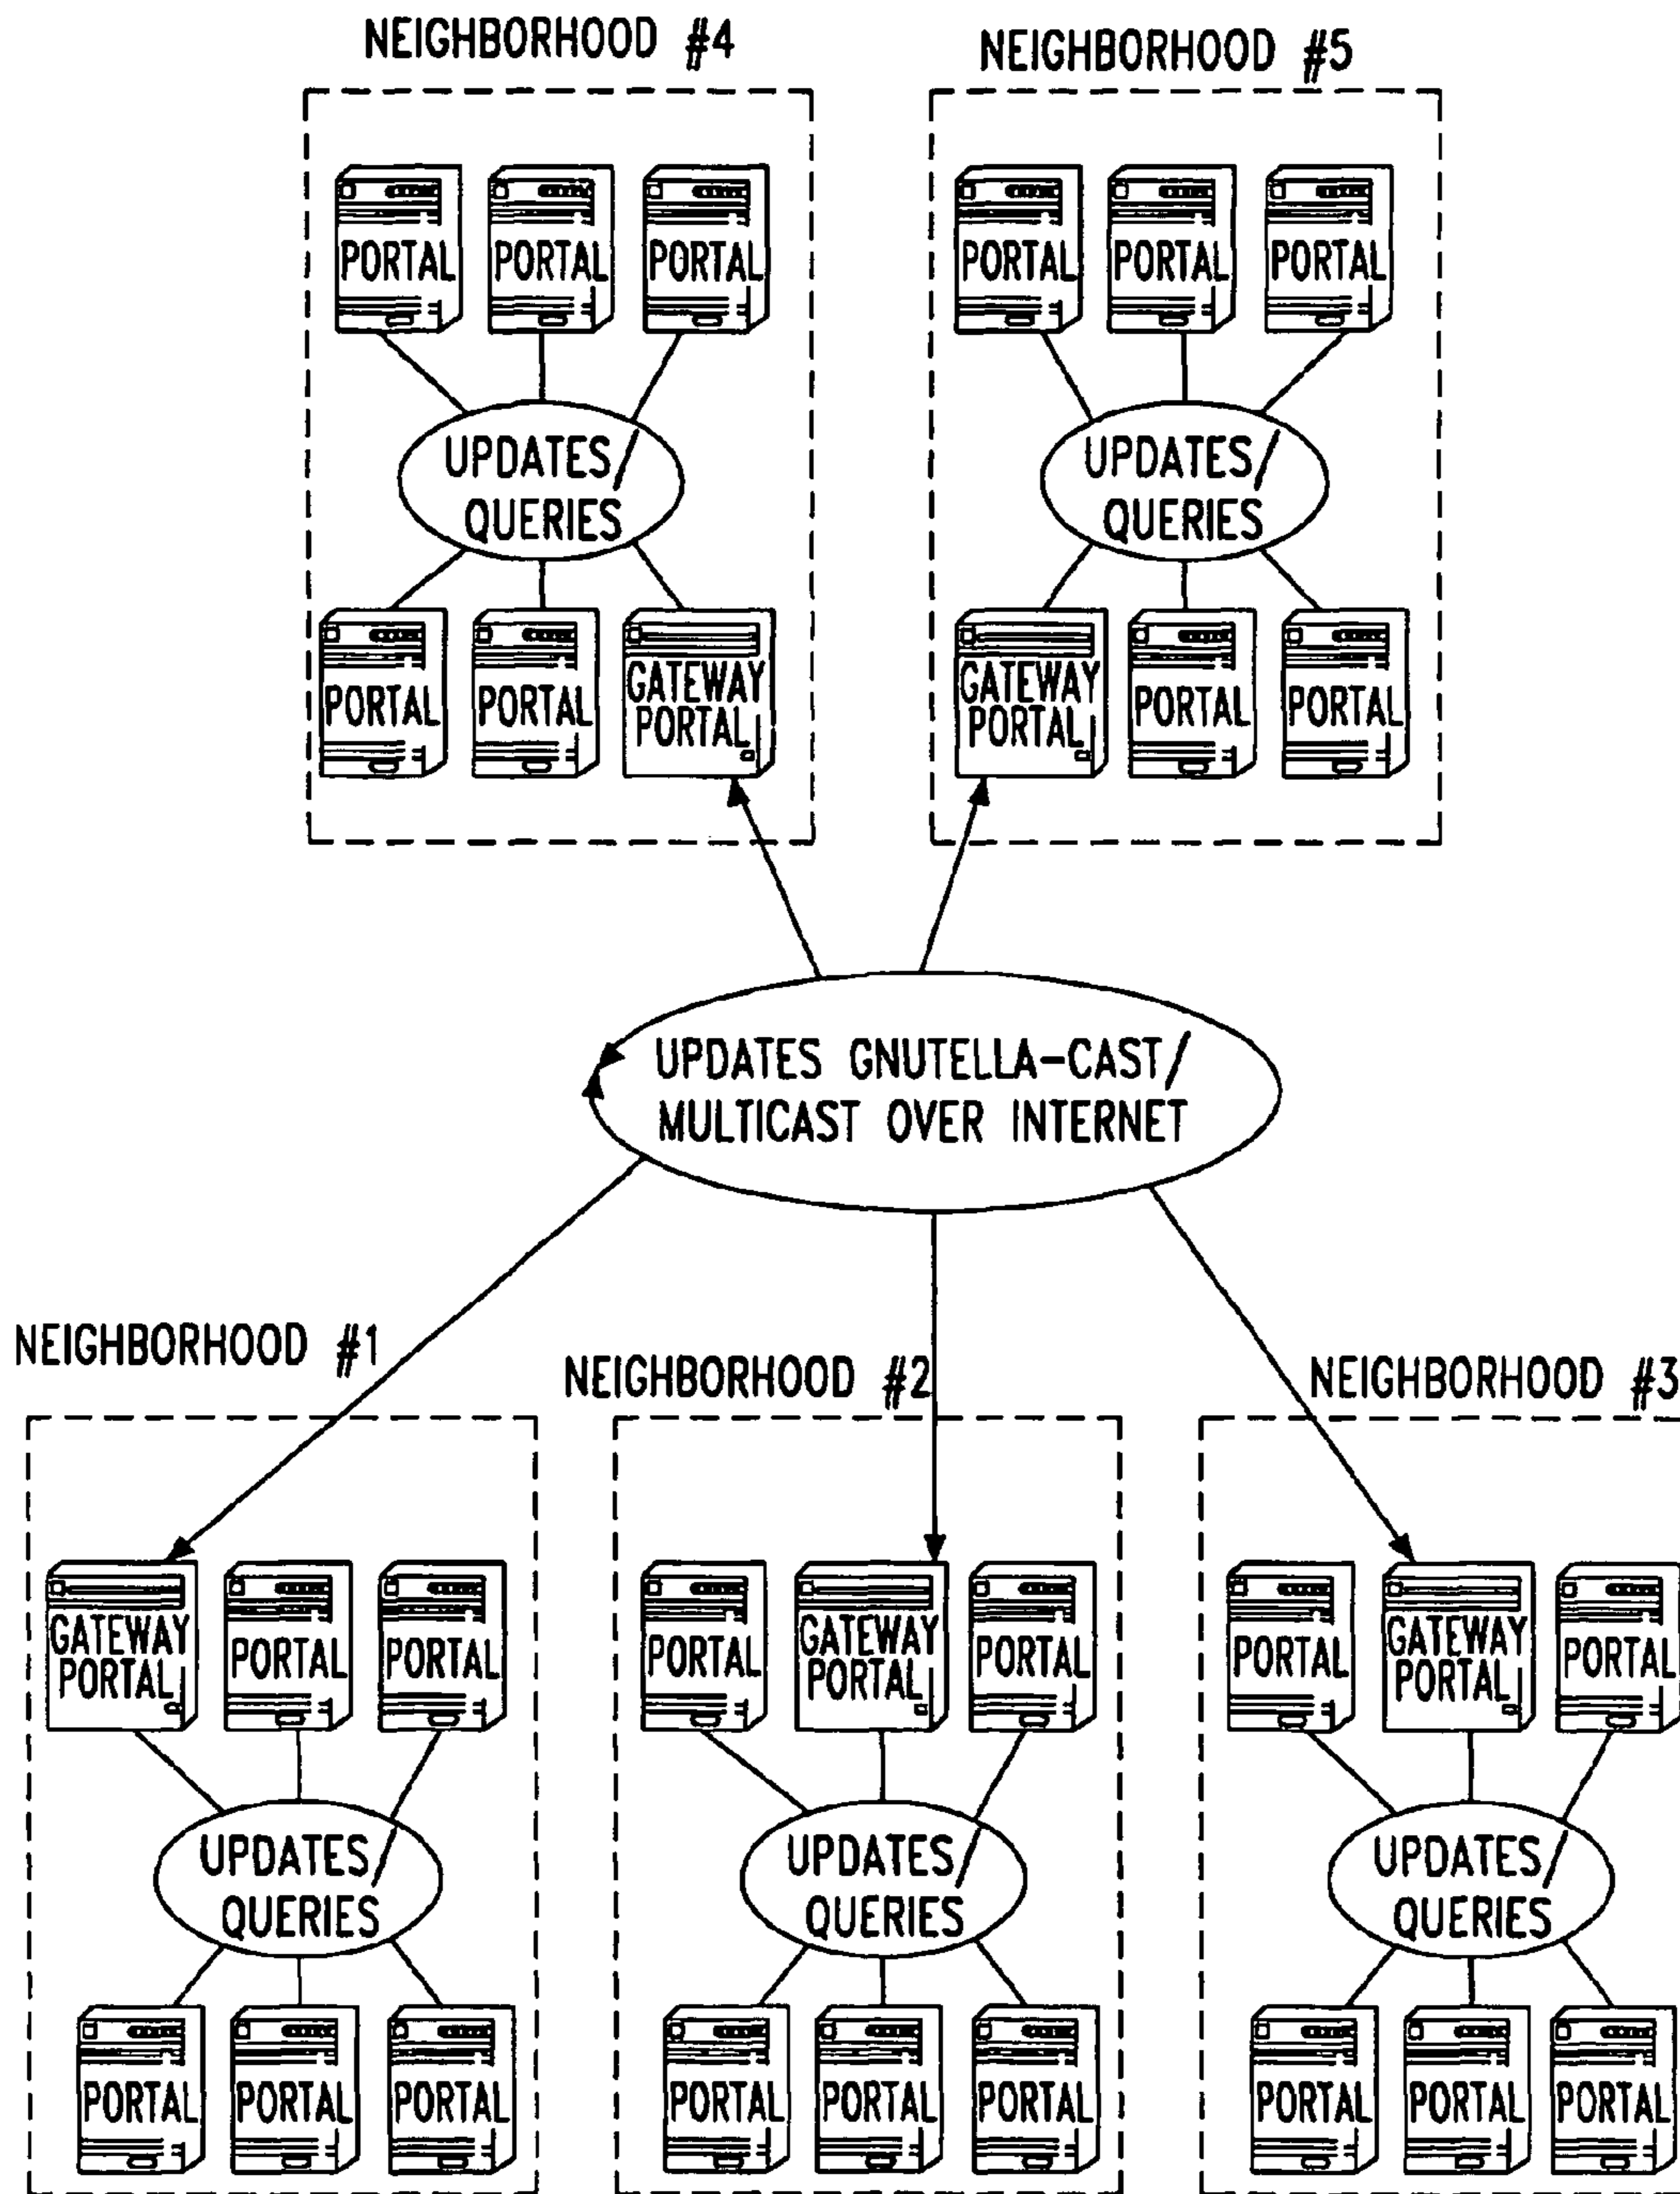 NEIGHBORHOOD #4
NEIGHBORHOOD #5
PORTAL
PORTAL
PORTAL
PORTAL
PORTAL
PORTAL
UPDATES/
QUERIES
UPDATES/
QUERIES
PORTAL
PORTAL
GATEWAY
PORTAL
GATEWAY
PORTAL
PORTAL
PORTAL
UPDATES GNUTELLA-CAST/
MULTICAST OVER INTERNET
NEIGHBORHOOD #1
NEIGHBORHOOD #2
NEIGHBORHOOD #3
GATEWAY
PORTAL
PORTAL
PORTAL
PORTAL
GATEWAY
PORTAL
PORTAL
PORTAL
GATEWAY
PORTAL
PORTAL
UPDATES/
QUERIES
UPDATES/
QUERIES
UPDATES/
QUERIES
PORTAL
PORTAL
PORTAL
PORTAL
PORTAL
PORTAL
PORTAL
PORTAL
PORTAL